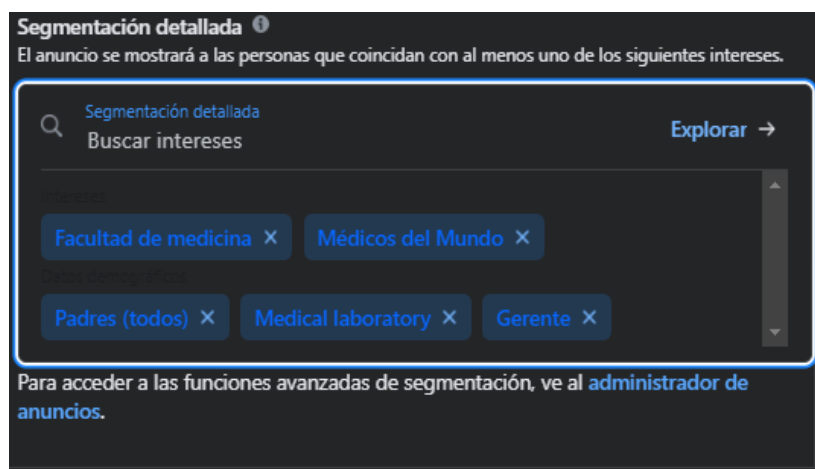 Segmentación detallada
El anuncio se mostrará a las personas que coincidan con al menos uno de los siguientes intereses.
Segmentación detallada
Buscar intereses
Explorar →
Intereses
Facultad de medicina ×
Médicos del Mundo ×
Datos demográficos
Padres (todos) ×
Medical laboratory ×
Gerente ×
Para acceder a las funciones avanzadas de segmentación, ve al administrador de
anuncios.